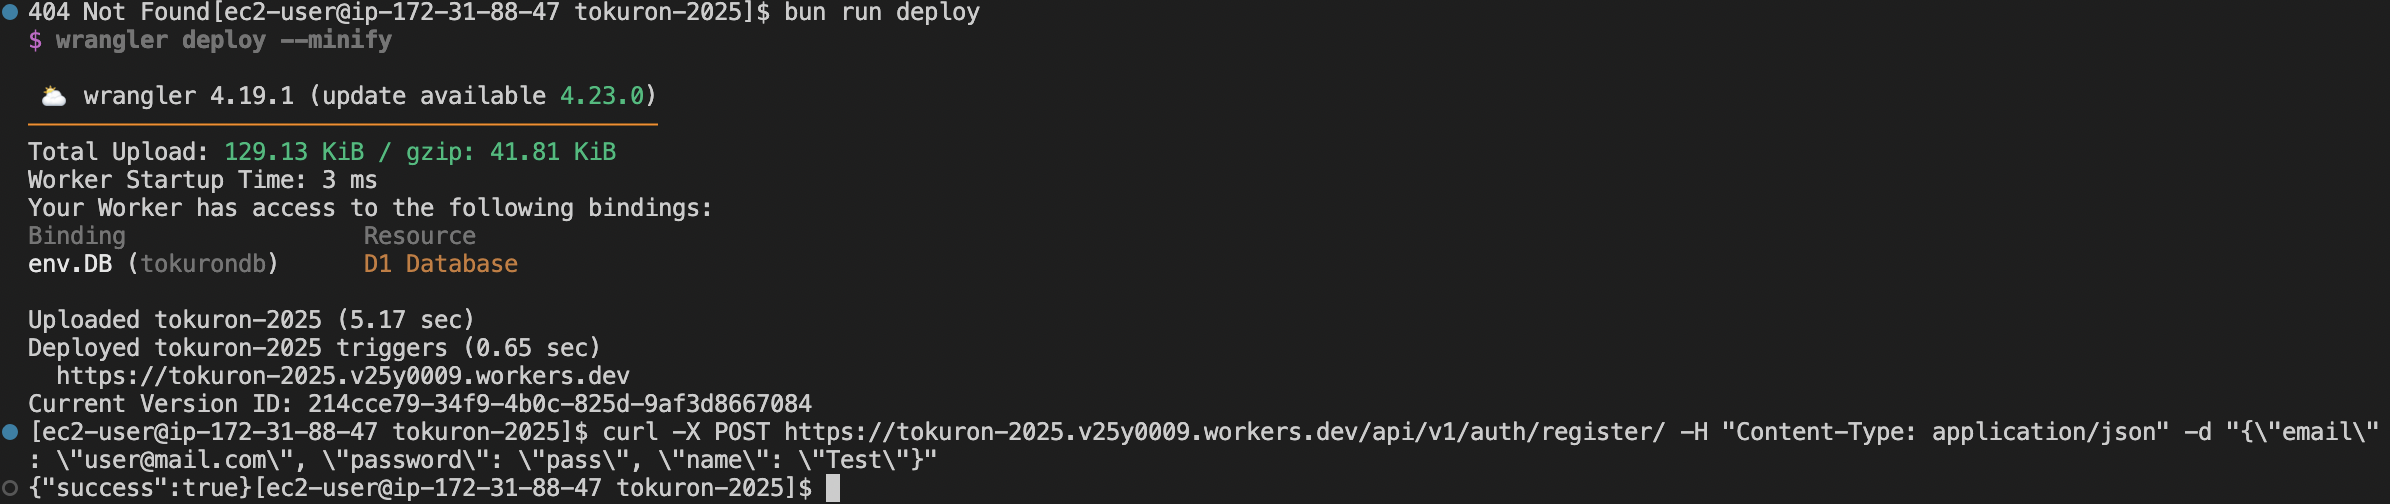 404 Not Found[ec2-user@ip-172-31-88-47 tokuron-2025]$ bun run deploy
$ wrangler deploy --minify
⛅ wrangler 4.19.1 (update available 4.23.0)
Total Upload: 129.13 KiB / gzip: 41.81 KiB
Worker Startup Time: 3 ms
Your Worker has access to the following bindings:
Binding Resource
env.DB (tokurondb) D1 Database
Uploaded tokuron-2025 (5.17 sec)
Deployed tokuron-2025 triggers (0.65 sec)
https://tokuron-2025.v25y0009.workers.dev
Current Version ID: 214cce79-34f9-4b0c-825d-9af3d8667084
[ec2-user@ip-172-31-88-47 tokuron-2025]$ curl -X POST https://tokuron-2025.v25y0009.workers.dev/api/v1/auth/register/ -H "Content-Type: application/json" -d "{\"email\"
: \"user@mail.com\", \"password\": \"pass\", \"name\": \"Test\"}"
{"success":true}[ec2-user@ip-172-31-88-47 tokuron-2025]$